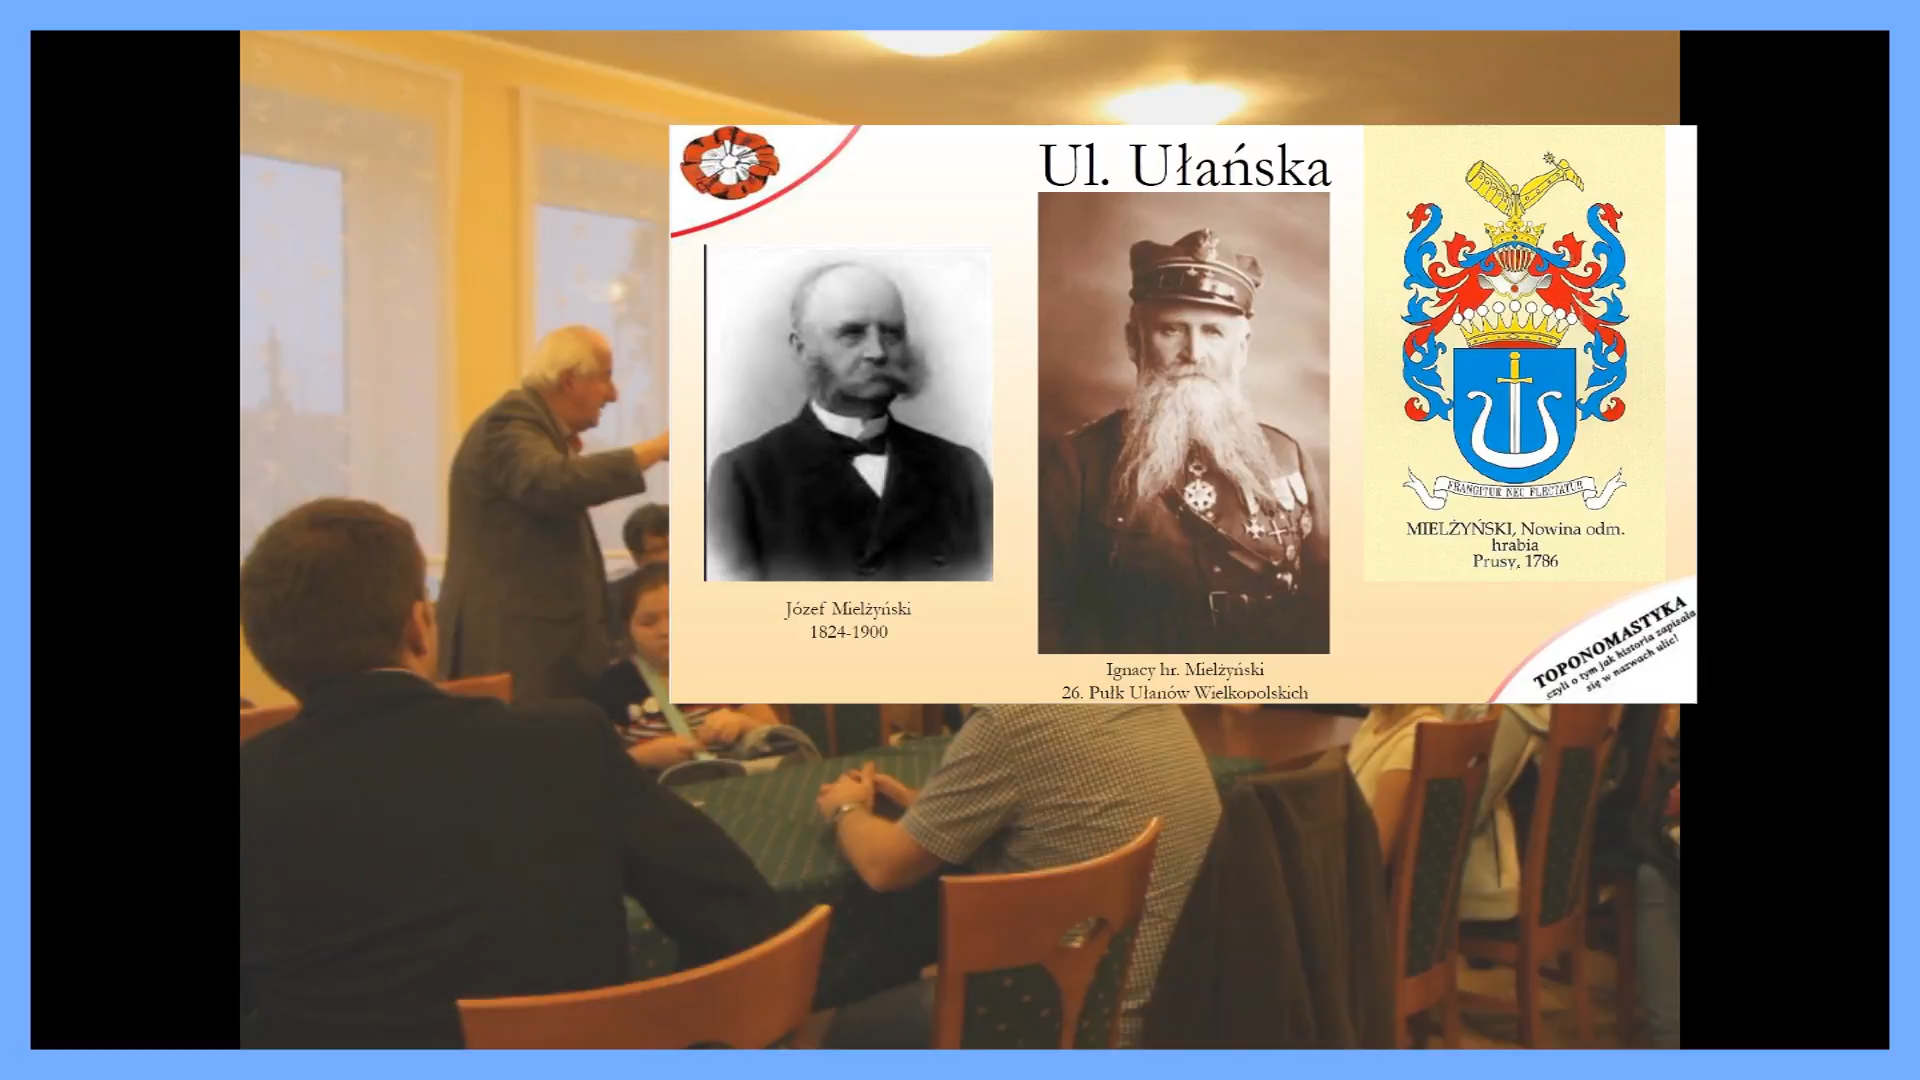 Ul. Ułańska
Józef Mielżyński
1824-1900
Ignacy hr. Mielżyński
26. Pułk Ułanów Wielkopolskich
FRANGITUR NEC FLECTATUR
MIELŻYŃSKI, Nowina odm.
hrabia
Prusy, 1786
TOPONOMASTYKA
czyli o tym jak historia zapisała
się w nazwach ulic!